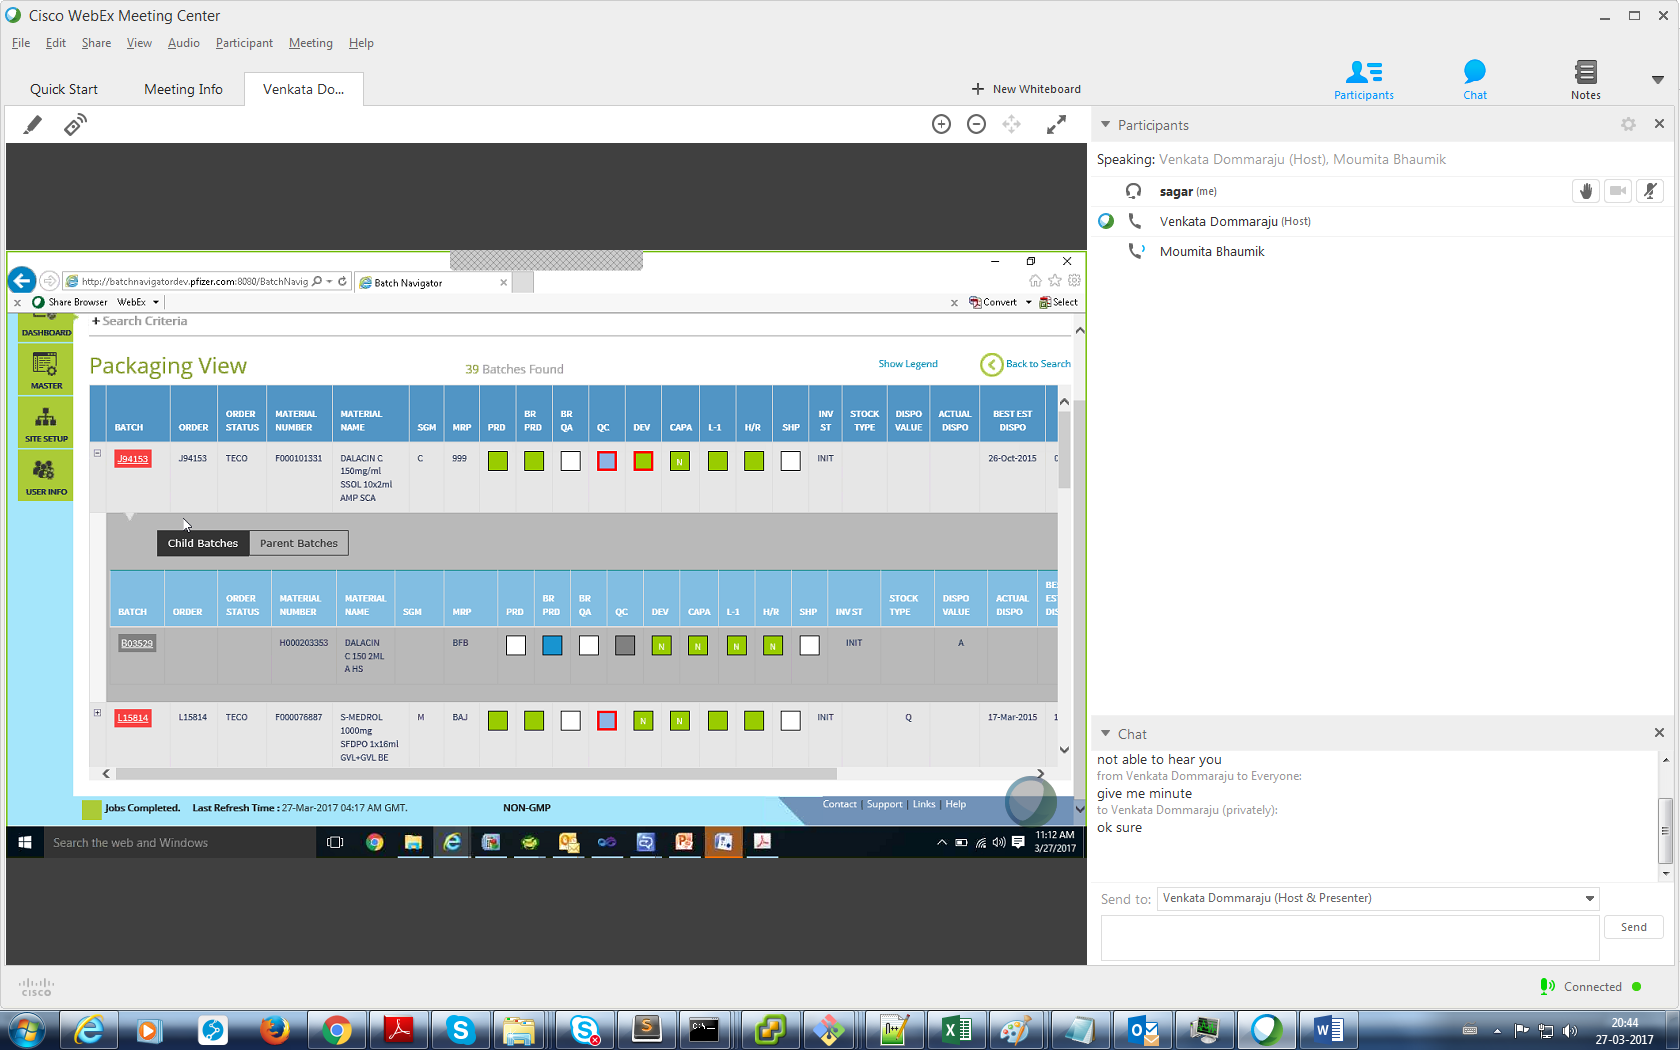 Cisco WebEx Meeting Center
File Edit Share View Audio Participant Meeting Help
Quick Start Meeting Info Venkata Do... New Whiteboard
Participants Chat Notes
Participants
Speaking: Venkata Dommaraju (Host), Moumita Bhaumik
sagar (me)
Venkata Dommaraju (Host)
Moumita Bhaumik
http://batchnavigatordev.pfizer.com:8080/BatchNavig Batch Navigator
x Share Browser WebEx x Convert Select
DASHBOARD
MASTER
SITE SETUP
USER INFO
+ Search Criteria
Packaging View 39 Batches Found Show Legend Back to Search
BATCH ORDER ORDER STATUS MATERIAL NUMBER MATERIAL NAME SGM MRP PRD BR PRD BR QA QC DEV CAPA L-1 H/R SHP INV ST STOCK TYPE DISPO VALUE ACTUAL DISPO BEST EST DISPO
J94153 J94153 TECO F000101331 DALACIN C C 999 N INIT 26-Oct-2015
150mg/ml
SSOL 10x2ml
AMP SCA
Child Batches Parent Batches
BATCH ORDER ORDER STATUS MATERIAL NUMBER MATERIAL NAME SGM MRP PRD BR PRD BR QA QC DEV CAPA L-1 H/R SHP INV ST STOCK TYPE DISPO VALUE ACTUAL DISPO
B03529 H000203353 DALACIN BFB N N N N INIT A
C 150 2ML
A HS
L15814 L15814 TECO F000076887 S-MEDROL M BAJ N N INIT Q 17-Mar-2015
1000mg
SFDPO 1x16ml
GVL+GVL BE
Jobs Completed. Last Refresh Time : 27-Mar-2017 04:17 AM GMT. NON-GMP Contact | Support | Links | Help
Search the web and Windows
11:12 AM
3/27/2017
Chat
not able to hear you
from Venkata Dommaraju to Everyone:
give me minute
to Venkata Dommaraju (privately):
ok sure
Send to: Venkata Dommaraju (Host & Presenter)
Send
CISCO
Connected
20:44
27-03-2017